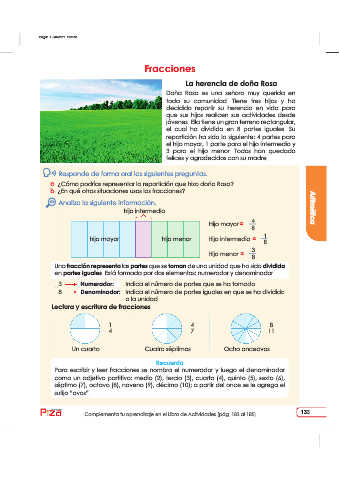 Fracciones
La herencia de doña Rosa
Doña Rosa es una señora muy querida en
toda su comunidad. Tiene tres hijos y ha
decidido repartir su herencia en vida para
que sus hijos realicen sus actividades desde
jóvenes. Ella tiene un gran terreno rectangular,
el cual ha dividido en 8 partes iguales. Su
repartición ha sido la siguiente: 4 partes para
el hijo mayor, 1 parte para el hijo intermedio y
3 para el hijo menor. Todos han quedado
felices y agradecidos con su madre.
Responde de forma oral las siguientes preguntas.
a ¿Cómo podrías representar la repartición que hizo doña Rosa?
b ¿En qué otras situaciones usas las fracciones?
Analiza la siguiente información.
hijo intermedio
hijo mayor hijo menor
Hijo mayor = 4/8
Hijo intermedio = 1/8
Hijo menor = 3/8
Aritmética
Una fracción representa las partes que se toman de una unidad que ha sido dividida
en partes iguales. Está formada por dos elementos: numerador y denominador.
3 → Numerador: Indica el número de partes que se ha tomado.
8 → Denominador: Indica el número de partes iguales en que se ha dividido
a la unidad.
Lectura y escritura de fracciones
1/4 4/7 8/11
Un cuarto Cuatro séptimos Ocho onceavos
Recuerda
Para escribir y leer fracciones se nombra el numerador y luego el denominador
como un adjetivo partitivo: medio (2), tercio (3), cuarto (4), quinto (5), sexto (6),
séptimo (7), octavo (8), noveno (9), décimo (10); a partir del once se le agrega el
sufijo "avos"
Complementa tu aprendizaje en el Libro de Actividades (pág. 183 al 185)
133